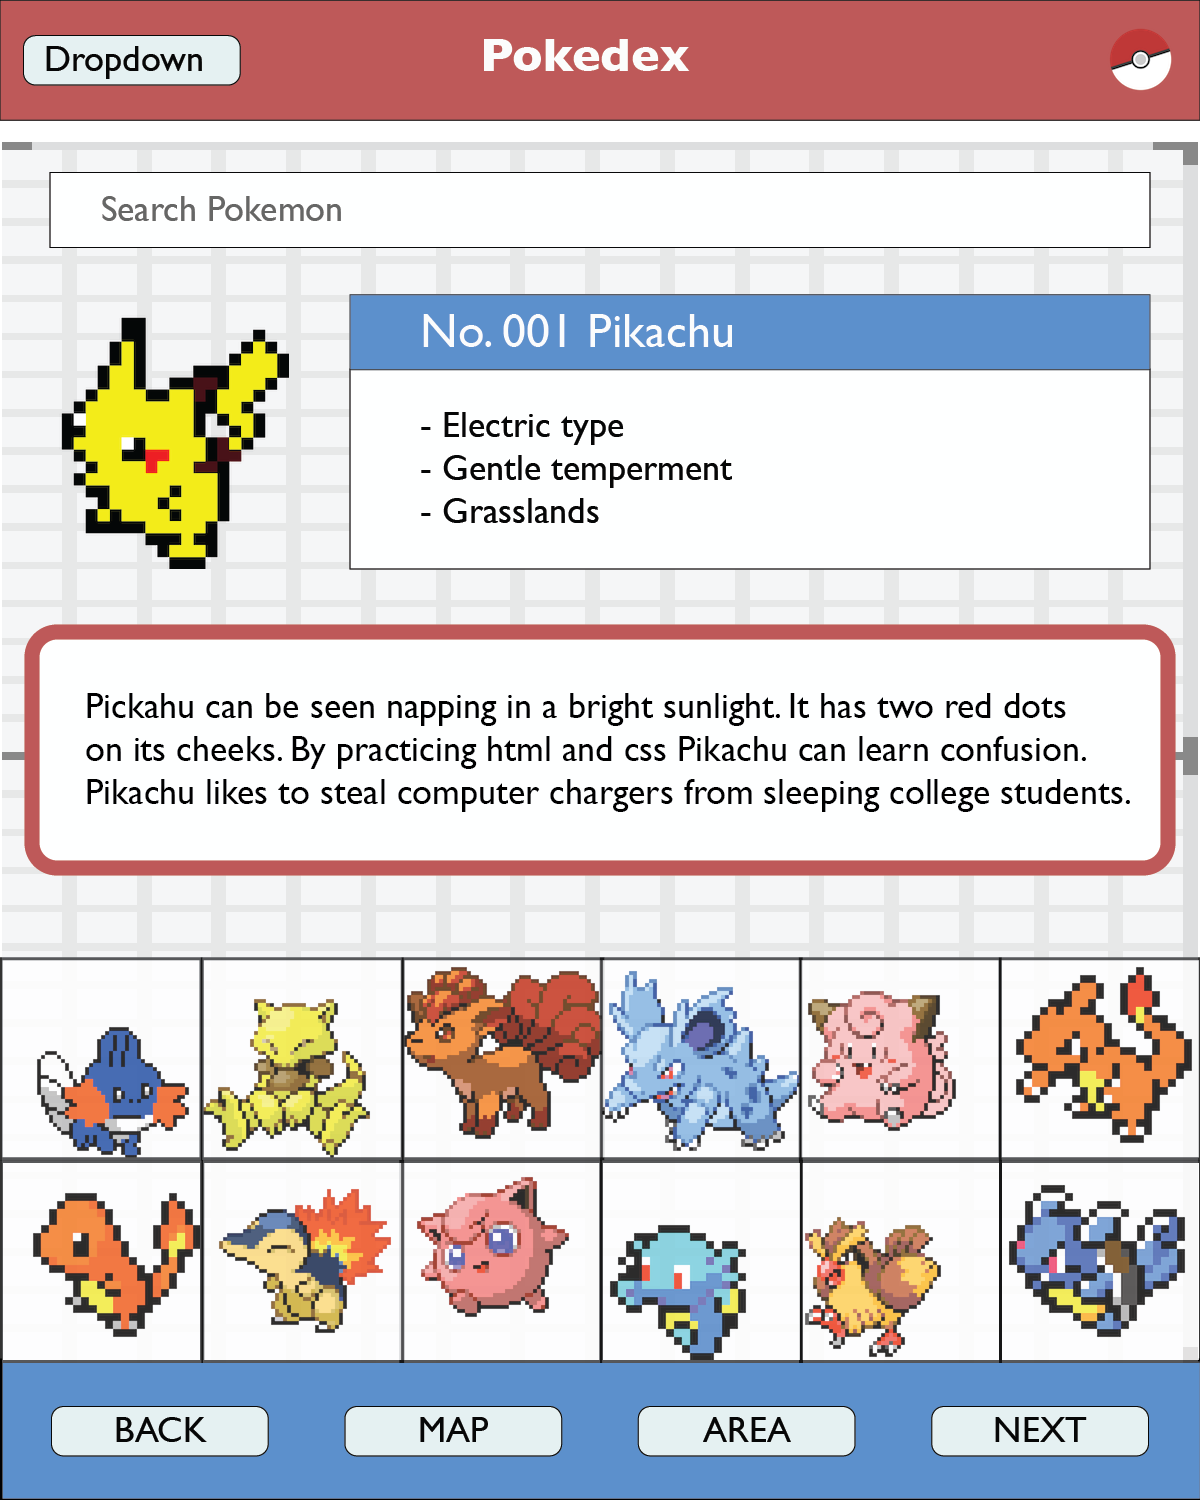 Dropdown
Pokedex
Search Pokemon
No. 001 Pikachu
- Electric type
- Gentle temperment
- Grasslands
Pickahu can be seen napping in a bright sunlight. It has two red dots
on its cheeks. By practicing html and css Pikachu can learn confusion.
Pikachu likes to steal computer chargers from sleeping college students.
BACK
MAP
AREA
NEXT